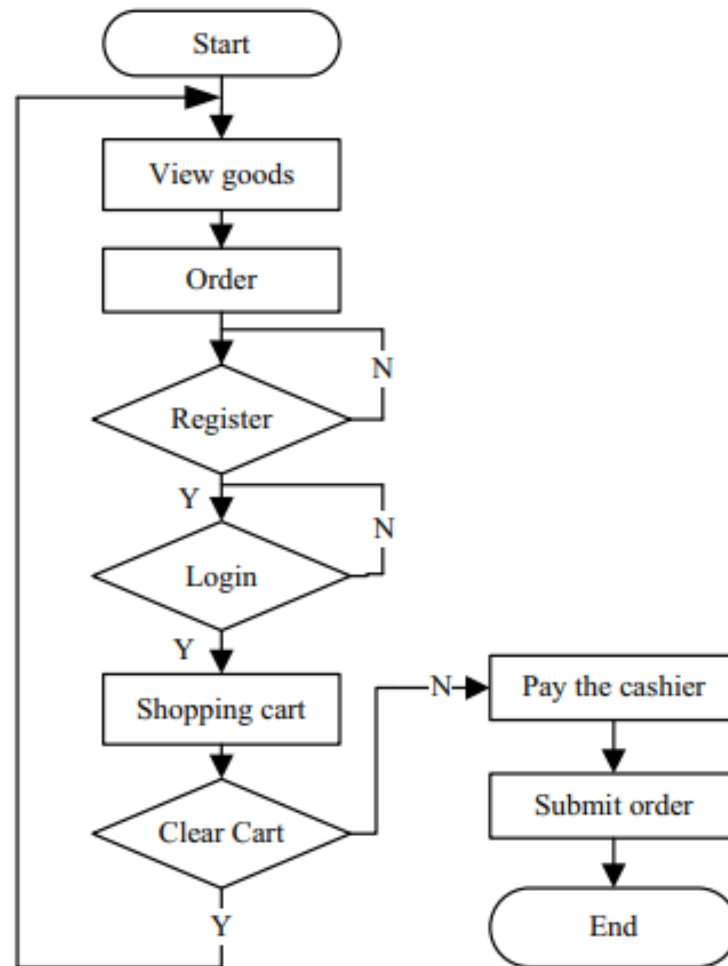 Start
View goods
Order
N
Register
Y
N
Login
Y
Shopping cart
N
Pay the cashier
Clear Cart
Submit order
Y
End